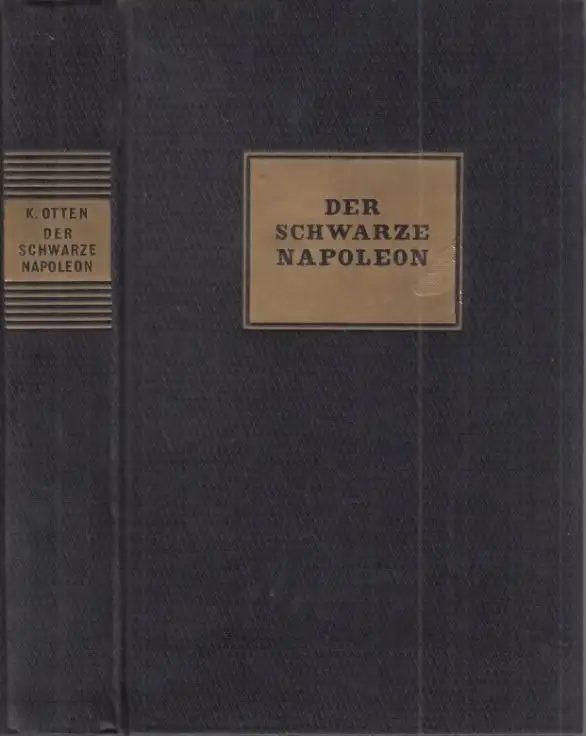 K. OTTEN
DER
SCHWARZE
NAPOLEON
DER
SCHWARZE
NAPOLEON